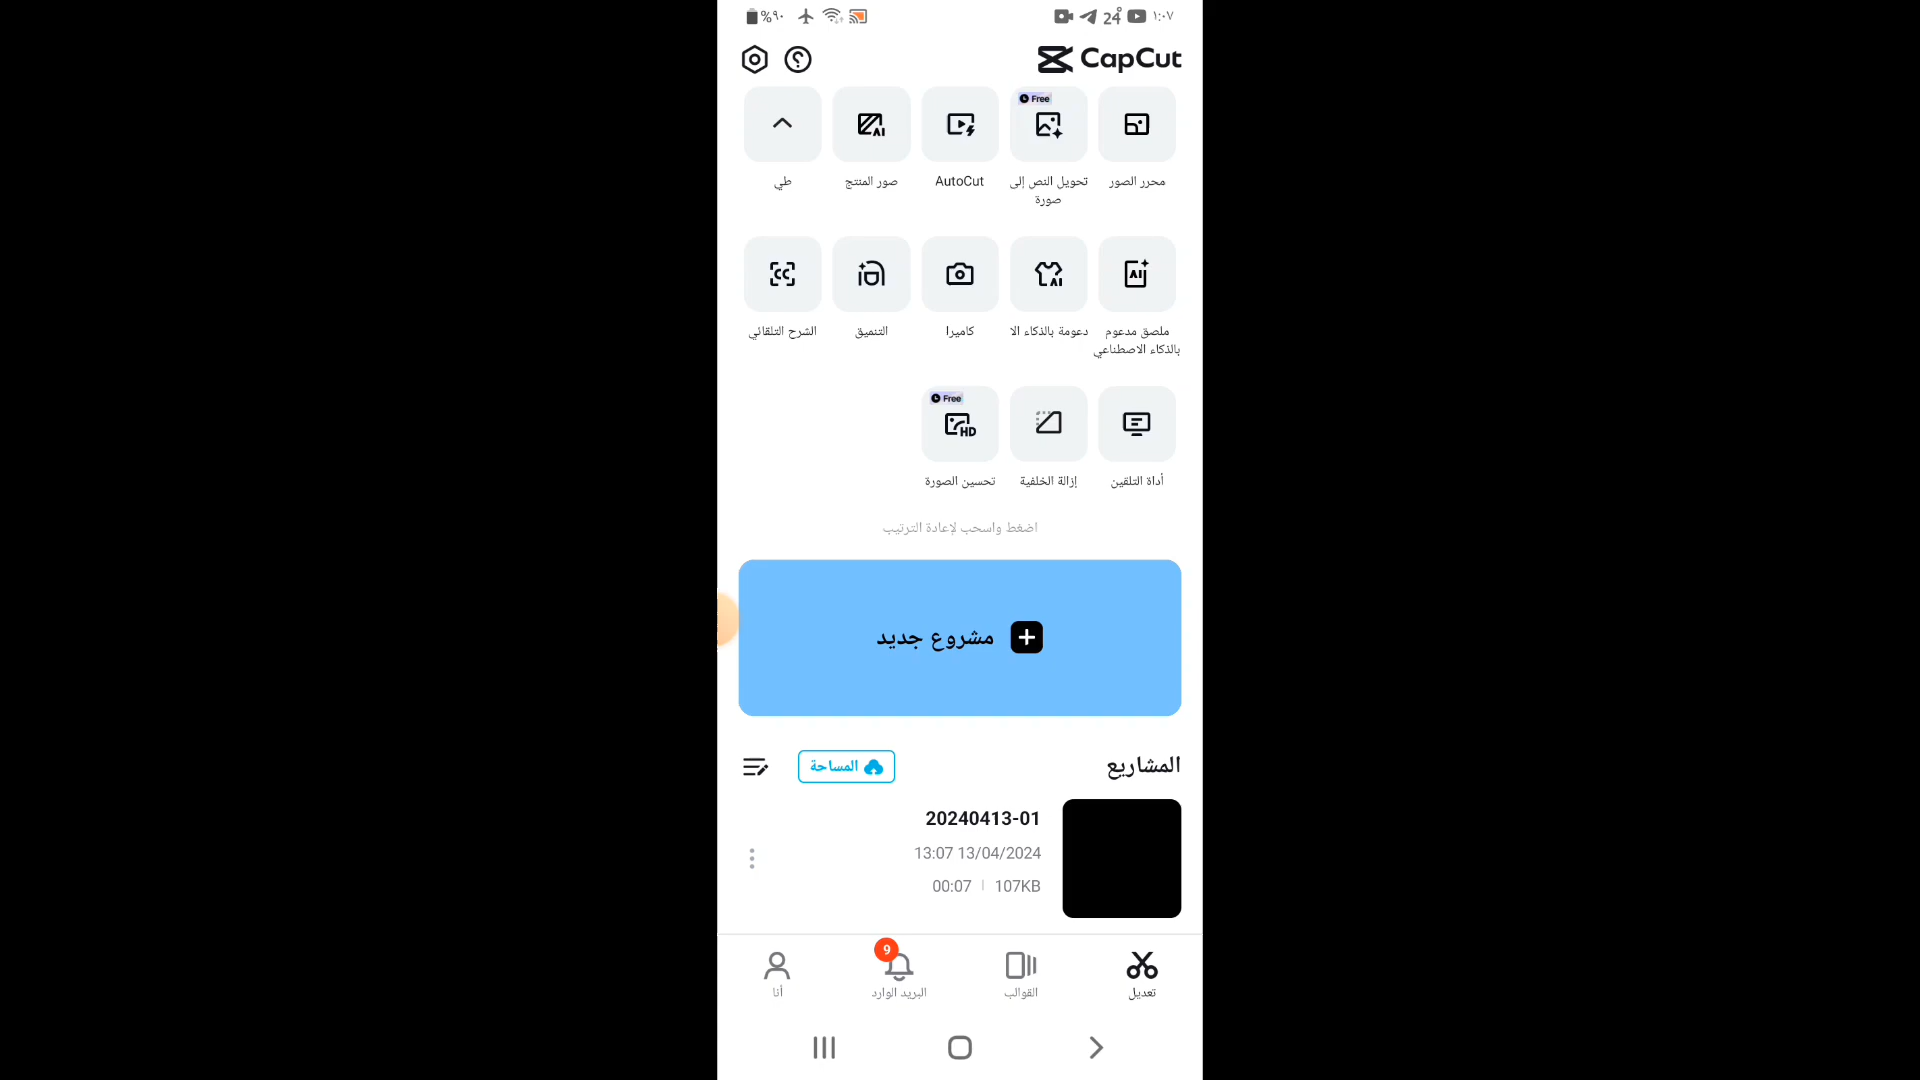 ١:٠٧ 24° %٩٠
CapCut
Free
محرر الصور
تحويل النص إلى صورة
AutoCut
صور المنتج
طي
ملصق مدعوم بالذكاء الاصطناعي
دعومة بالذكاء الا
كاميرا
التنميق
الشرح التلقائي
Free
أداة التلقين
إزالة الخلفية
تحسين الصورة
اضغط واسحب لإعادة الترتيب
مشروع جديد
المشاريع
المساحة
20240413-01
13:07 13/04/2024
00:07 | 107KB
تعديل
القوالب
9
البريد الوارد
أنا